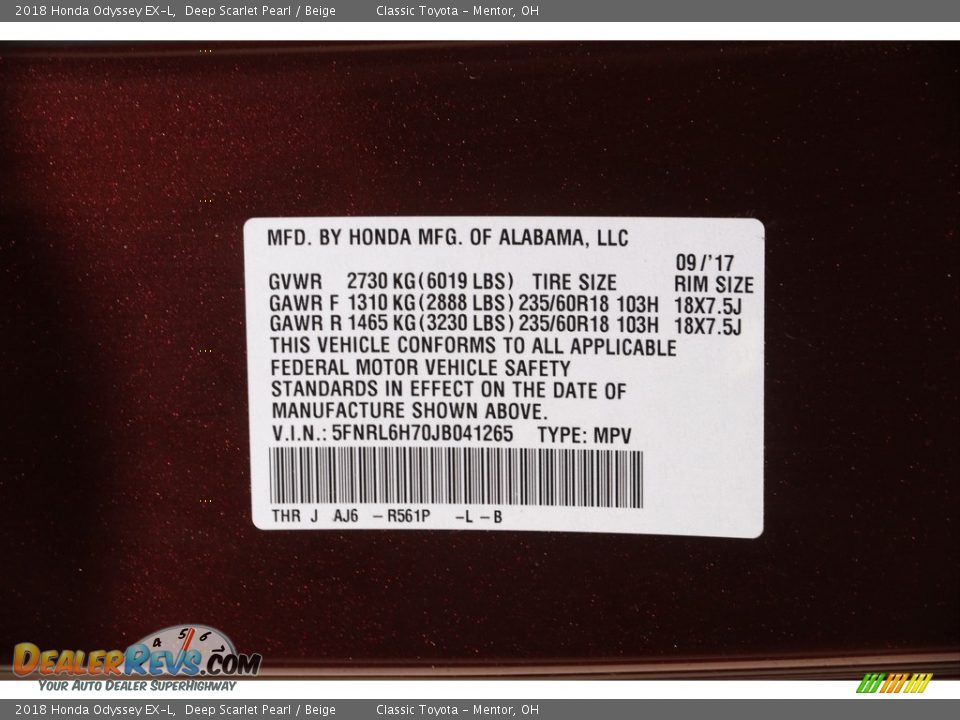 2018 Honda Odyssey EX-L, Deep Scarlet Pearl / Beige Classic Toyota - Mentor, OH
MFD. BY HONDA MFG. OF ALABAMA, LLC
09/'17
GVWR 2730 KG(6019 LBS) TIRE SIZE RIM SIZE
GAWR F 1310 KG(2888 LBS) 235/60R18 103H 18X7.5J
GAWR R 1465 KG(3230 LBS) 235/60R18 103H 18X7.5J
THIS VEHICLE CONFORMS TO ALL APPLICABLE
FEDERAL MOTOR VEHICLE SAFETY
STANDARDS IN EFFECT ON THE DATE OF
MANUFACTURE SHOWN ABOVE.
V.I.N.: 5FNRL6H70JB041265 TYPE: MPV
THR J AJ6 - R561P -L - B
4 5 6 7
DEALERREVS.COM
YOUR AUTO DEALER SUPERHIGHWAY
2018 Honda Odyssey EX-L, Deep Scarlet Pearl / Beige Classic Toyota - Mentor, OH